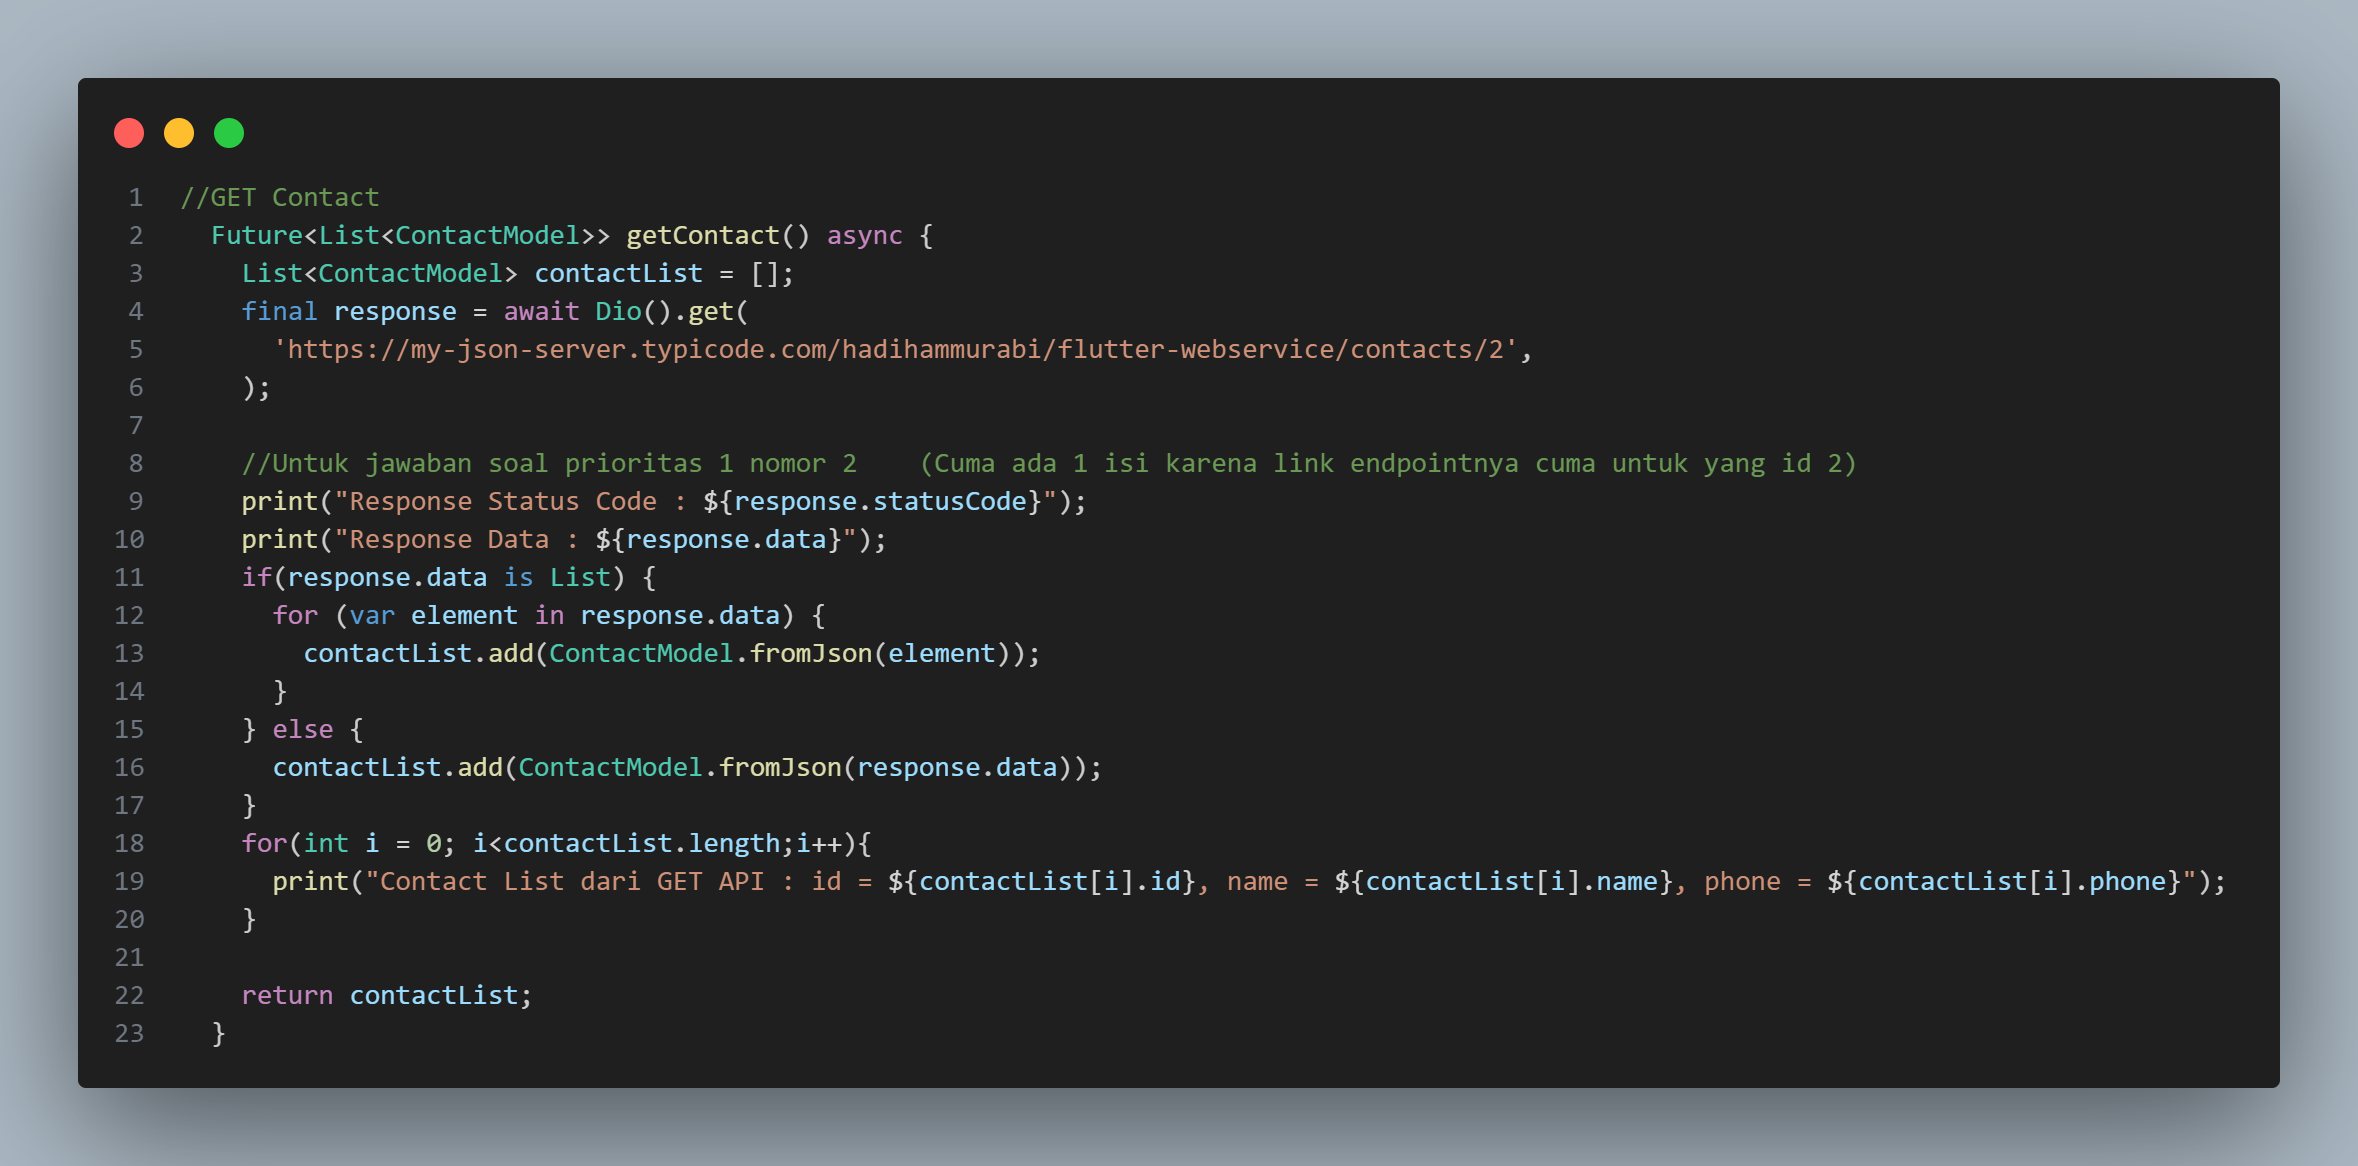 1 //GET Contact
2 Future<List<ContactModel>> getContact() async {
3 List<ContactModel> contactList = [];
4 final response = await Dio().get(
5 'https://my-json-server.typicode.com/hadihammurabi/flutter-webservice/contacts/2',
6 );
7
8 //Untuk jawaban soal prioritas 1 nomor 2    (Cuma ada 1 isi karena link endpointnya cuma untuk yang id 2)
9 print("Response Status Code : ${response.statusCode}");
10 print("Response Data : ${response.data}");
11 if(response.data is List) {
12 for (var element in response.data) {
13 contactList.add(ContactModel.fromJson(element));
14 }
15 } else {
16 contactList.add(ContactModel.fromJson(response.data));
17 }
18 for(int i = 0; i<contactList.length;i++){
19 print("Contact List dari GET API : id = ${contactList[i].id}, name = ${contactList[i].name}, phone = ${contactList[i].phone}");
20 }
21
22 return contactList;
23 }